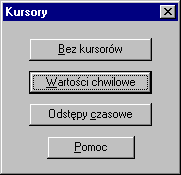 Kursory
Bez kursorów
Wartości chwilowe
Odstępy czasowe
Pomoc